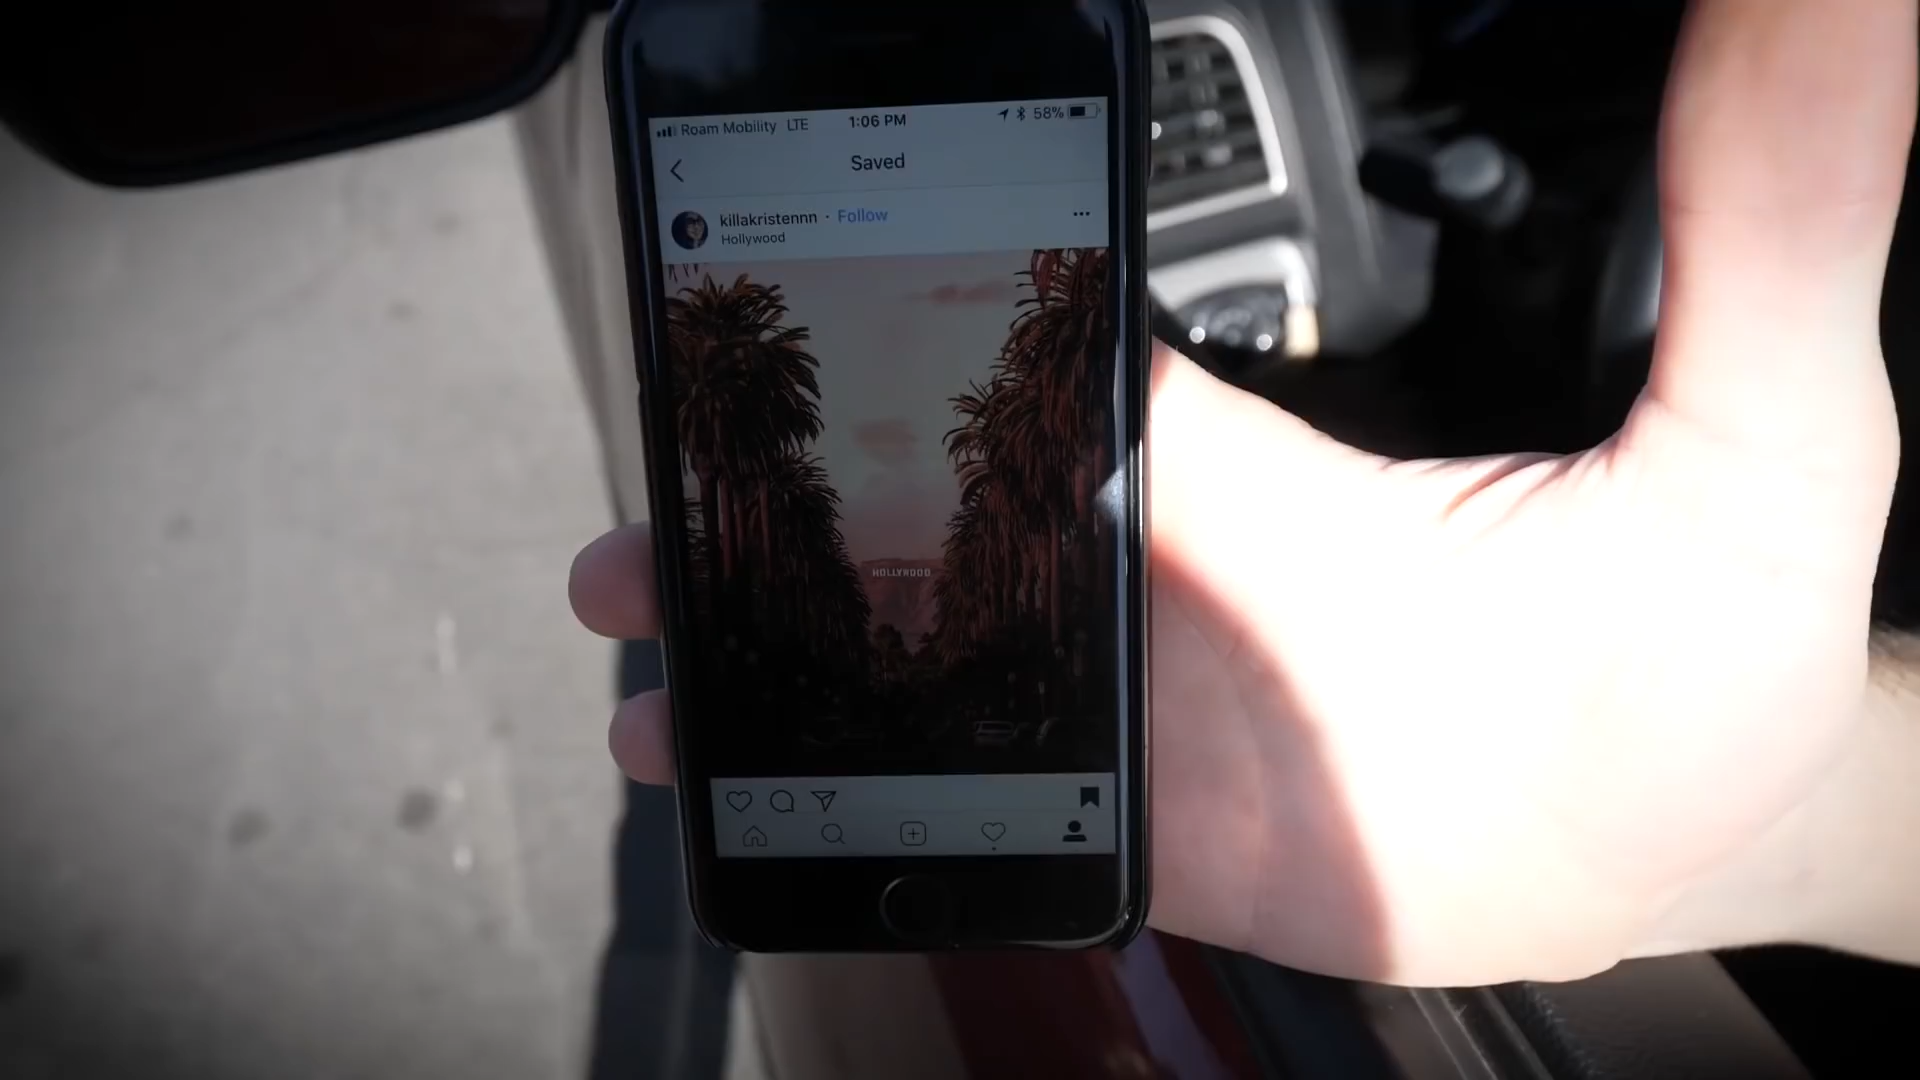 Roam Mobility LTE 1:06 PM 58%
Saved
killakristennn · Follow
Hollywood
HOLLYWOOD